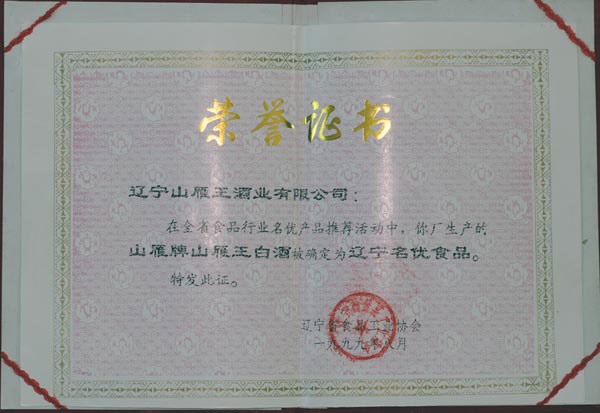 荣誉证书
辽宁山雁王酒业有限公司：
在全省食品行业名优产品推荐活动中，你厂生产的
山雁牌山雁王白酒被确定为辽宁名优食品。
特发此证。
辽宁省食品工业协会
一九九九年八月